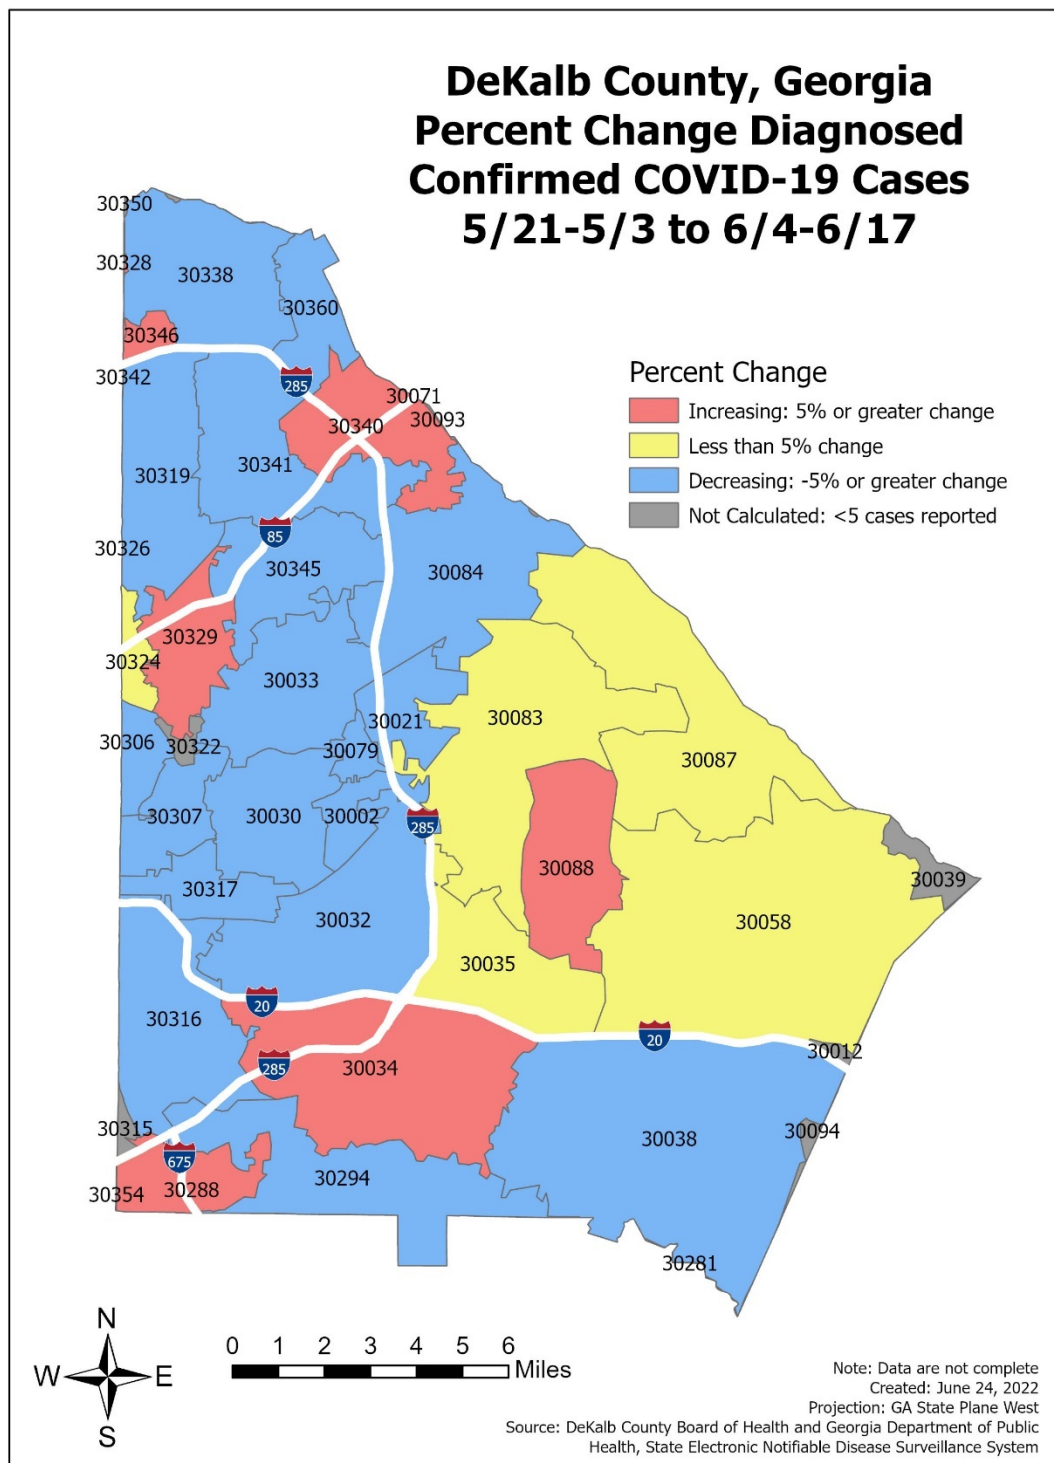 DeKalb County, Georgia
Percent Change Diagnosed
Confirmed COVID-19 Cases
5/21-5/3 to 6/4-6/17
30350
30328
30338
30360
30346
30342
285
30071
30340
30093
30341
30319
85
30326
30345
30084
30329
30324
30033
30021
30083
30306
30322
30079
30087
30307
30030
30002
285
30317
30088
30039
30032
30058
30035
20
30316
20
30012
285
30034
30315
30094
30038
675
30354
30288
30294
30281
Percent Change
Increasing: 5% or greater change
Less than 5% change
Decreasing: -5% or greater change
Not Calculated: <5 cases reported
N
W E
S
0 1 2 3 4 5 6
Miles
Note: Data are not complete
Created: June 24, 2022
Projection: GA State Plane West
Source: DeKalb County Board of Health and Georgia Department of Public
Health, State Electronic Notifiable Disease Surveillance System